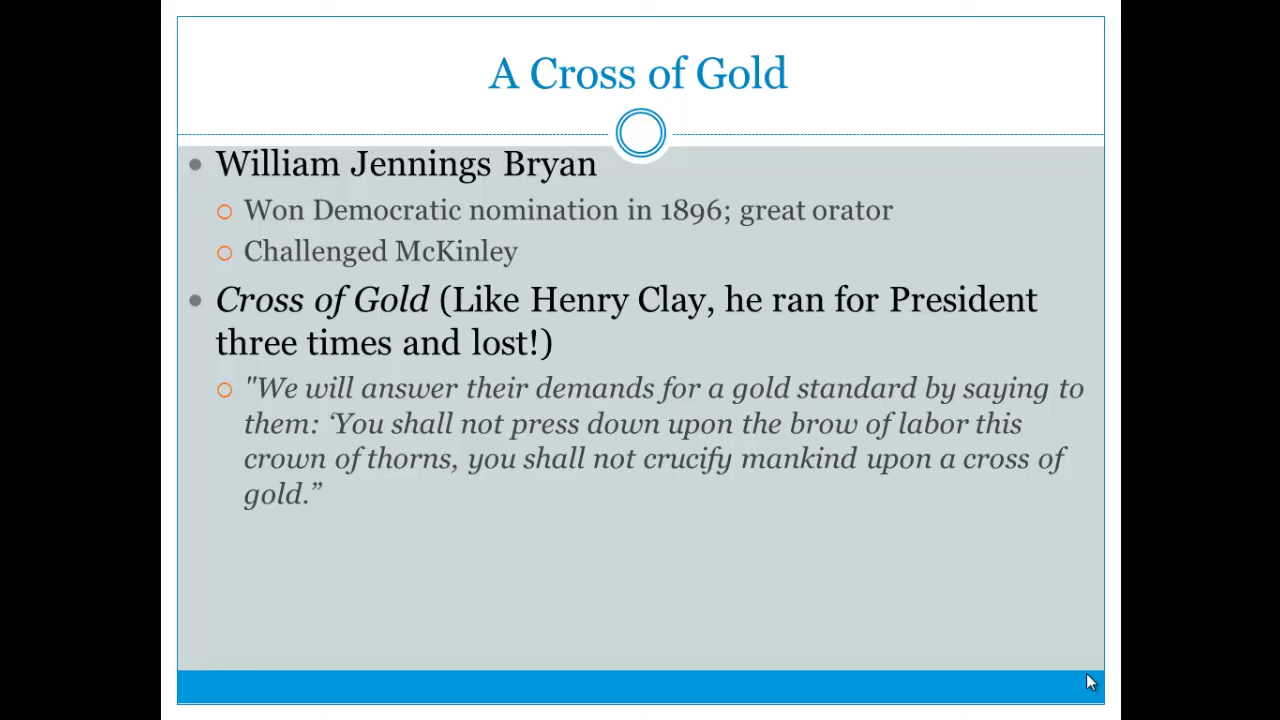 A Cross of Gold
• William Jennings Bryan
○ Won Democratic nomination in 1896; great orator
○ Challenged McKinley
• Cross of Gold (Like Henry Clay, he ran for President
three times and lost!)
○ "We will answer their demands for a gold standard by saying to
them: ‘You shall not press down upon the brow of labor this
crown of thorns, you shall not crucify mankind upon a cross of
gold.”